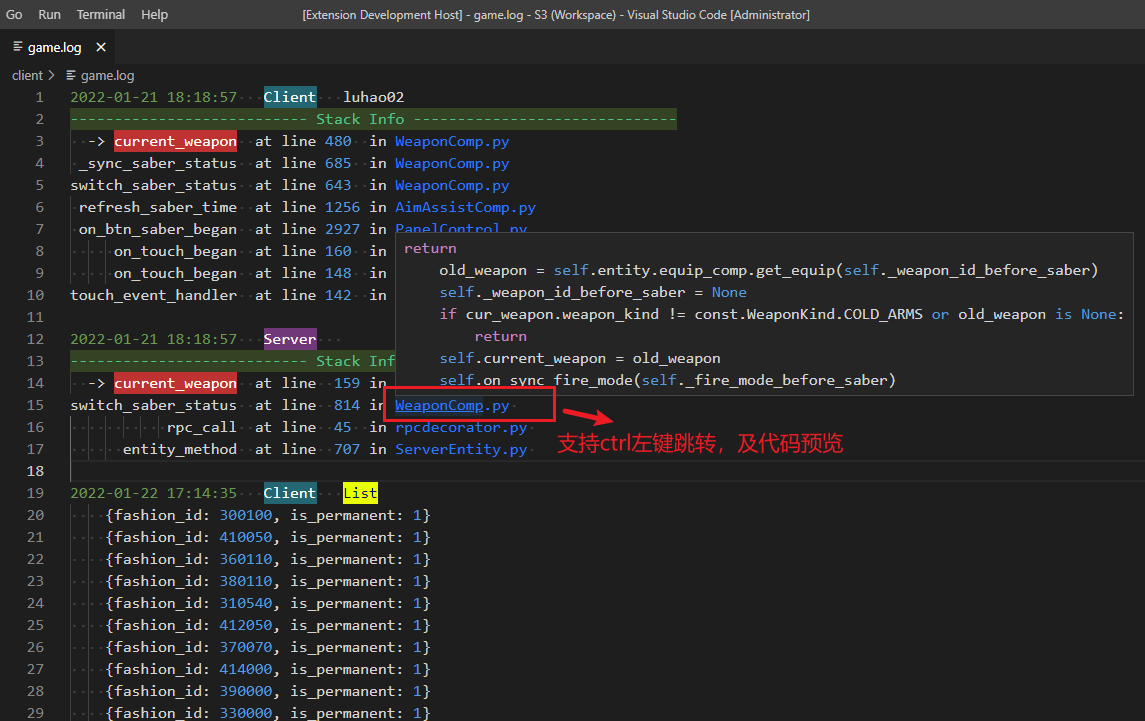 Go Run Terminal Help [Extension Development Host] - game.log - S3 (Workspace) - Visual Studio Code [Administrator]
game.log ×
client > game.log
1 2022-01-21 18:18:57 Client luhao02
2 --------------------------- Stack Info ------------------------------
3 -> current_weapon at line 480 in WeaponComp.py
4 _sync_saber_status at line 685 in WeaponComp.py
5 switch_saber_status at line 643 in WeaponComp.py
6 refresh_saber_time at line 1256 in AimAssistComp.py
7 on_btn_saber_began at line 2927 in PanelControl.py
8 on_touch_began at line 160 in
9 on_touch_began at line 148 in
10 touch_event_handler at line 142 in
return
old_weapon = self.entity.equip_comp.get_equip(self._weapon_id_before_saber)
self._weapon_id_before_saber = None
if cur_weapon.weapon_kind != const.WeaponKind.COLD_ARMS or old_weapon is None:
return
self.current_weapon = old_weapon
self.on_sync_fire_mode(self._fire_mode_before_saber)
11
12 2022-01-21 18:18:57 Server
13 --------------------------- Stack Inf
14 -> current_weapon at line 159 in
15 switch_saber_status at line 814 in WeaponComp.py
16 rpc_call at line 45 in rpcdecorator.py
17 entity_method at line 707 in ServerEntity.py
支持ctrl左键跳转，及代码预览
18
19 2022-01-22 17:14:35 Client List
20 {fashion_id: 300100, is_permanent: 1}
21 {fashion_id: 410050, is_permanent: 1}
22 {fashion_id: 360110, is_permanent: 1}
23 {fashion_id: 380110, is_permanent: 1}
24 {fashion_id: 310540, is_permanent: 1}
25 {fashion_id: 412050, is_permanent: 1}
26 {fashion_id: 370070, is_permanent: 1}
27 {fashion_id: 414000, is_permanent: 1}
28 {fashion_id: 390000, is_permanent: 1}
29 {fashion_id: 330000, is_permanent: 1}